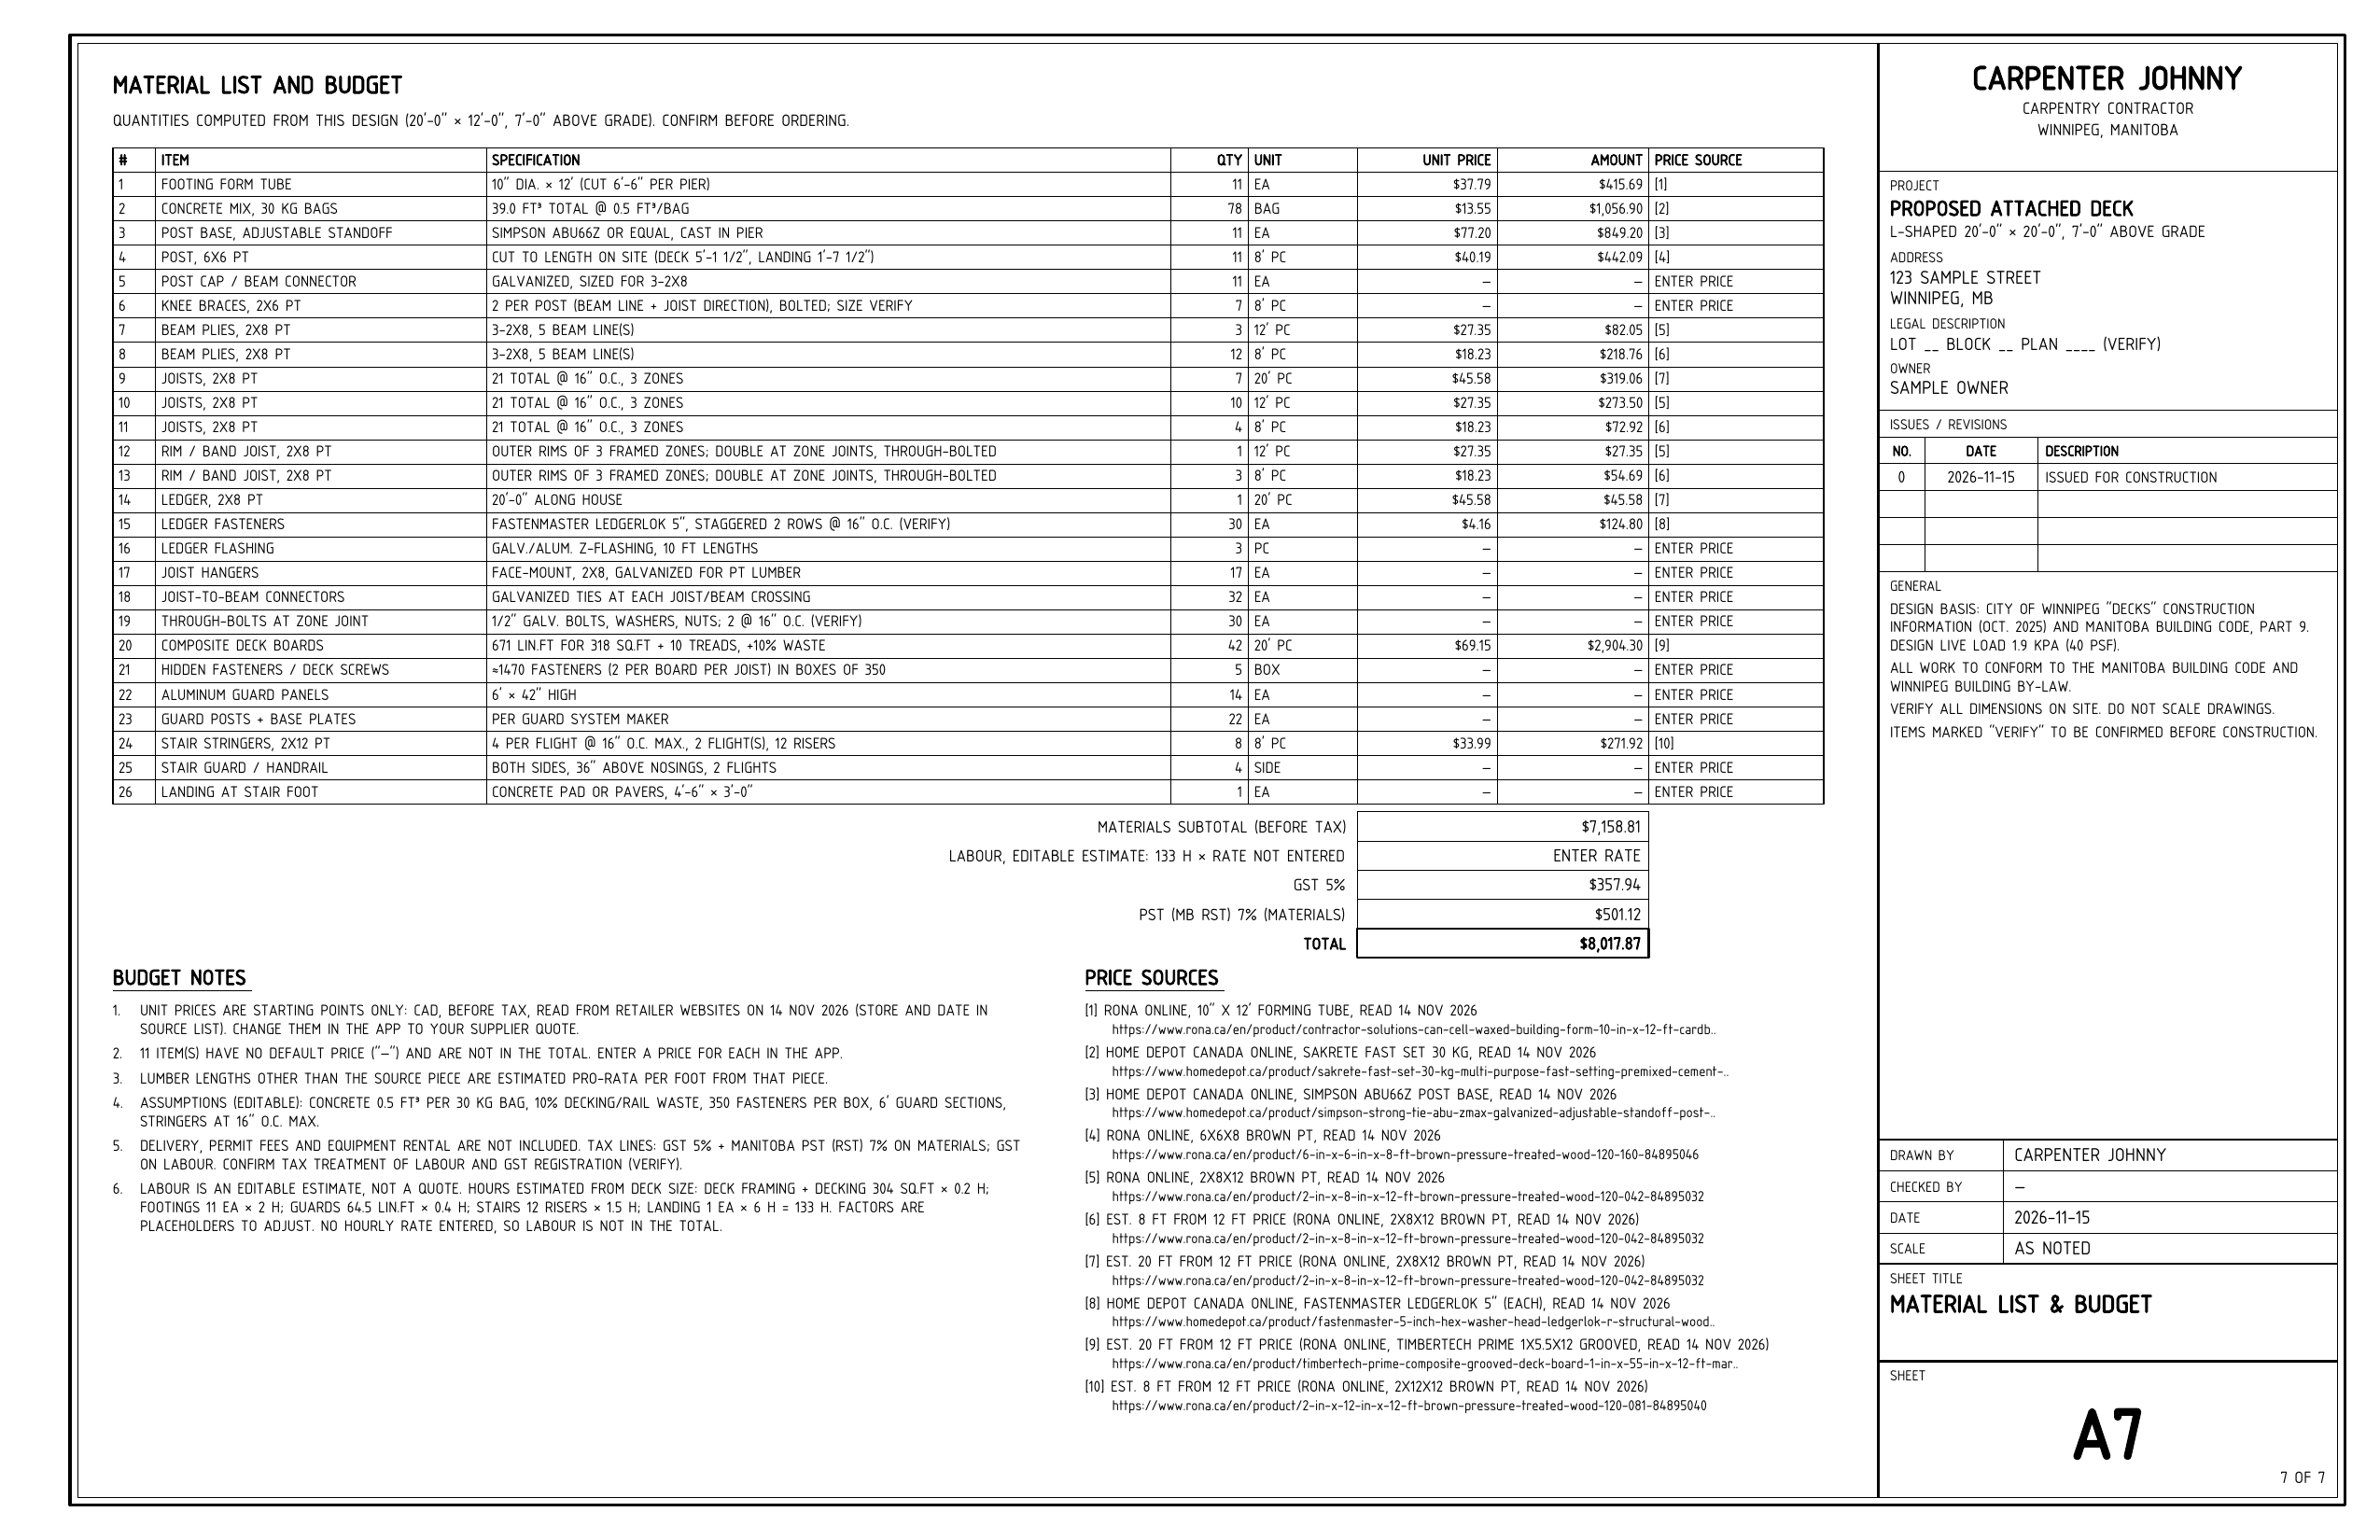 MATERIAL LIST AND BUDGET
QUANTITIES COMPUTED FROM THIS DESIGN (20'-0" × 12'-0", 7'-0" ABOVE GRADE). CONFIRM BEFORE ORDERING.
# ITEM SPECIFICATION QTY UNIT UNIT PRICE AMOUNT PRICE SOURCE
1 FOOTING FORM TUBE 10" DIA. × 12' (CUT 6'-6" PER PIER) 11 EA $37.79 $415.69 [1]
2 CONCRETE MIX, 30 KG BAGS 39.0 FT³ TOTAL @ 0.5 FT³/BAG 78 BAG $13.55 $1,056.90 [2]
3 POST BASE, ADJUSTABLE STANDOFF SIMPSON ABU66Z OR EQUAL, CAST IN PIER 11 EA $77.20 $849.20 [3]
4 POST, 6X6 PT CUT TO LENGTH ON SITE (DECK 5'-1 1/2", LANDING 1'-7 1/2") 11 8' PC $40.19 $442.09 [4]
5 POST CAP / BEAM CONNECTOR GALVANIZED, SIZED FOR 3-2X8 11 EA – – ENTER PRICE
6 KNEE BRACES, 2X6 PT 2 PER POST (BEAM LINE + JOIST DIRECTION), BOLTED; SIZE VERIFY 7 8' PC – – ENTER PRICE
7 BEAM PLIES, 2X8 PT 3-2X8, 5 BEAM LINE(S) 3 12' PC $27.35 $82.05 [5]
8 BEAM PLIES, 2X8 PT 3-2X8, 5 BEAM LINE(S) 12 8' PC $18.23 $218.76 [6]
9 JOISTS, 2X8 PT 21 TOTAL @ 16" O.C., 3 ZONES 7 20' PC $45.58 $319.06 [7]
10 JOISTS, 2X8 PT 21 TOTAL @ 16" O.C., 3 ZONES 10 12' PC $27.35 $273.50 [5]
11 JOISTS, 2X8 PT 21 TOTAL @ 16" O.C., 3 ZONES 4 8' PC $18.23 $72.92 [6]
12 RIM / BAND JOIST, 2X8 PT OUTER RIMS OF 3 FRAMED ZONES; DOUBLE AT ZONE JOINTS, THROUGH-BOLTED 1 12' PC $27.35 $27.35 [5]
13 RIM / BAND JOIST, 2X8 PT OUTER RIMS OF 3 FRAMED ZONES; DOUBLE AT ZONE JOINTS, THROUGH-BOLTED 3 8' PC $18.23 $54.69 [6]
14 LEDGER, 2X8 PT 20'-0" ALONG HOUSE 1 20' PC $45.58 $45.58 [7]
15 LEDGER FASTENERS FASTENMASTER LEDGERLOK 5", STAGGERED 2 ROWS @ 16" O.C. (VERIFY) 30 EA $4.16 $124.80 [8]
16 LEDGER FLASHING GALV./ALUM. Z-FLASHING, 10 FT LENGTHS 3 PC – – ENTER PRICE
17 JOIST HANGERS FACE-MOUNT, 2X8, GALVANIZED FOR PT LUMBER 17 EA – – ENTER PRICE
18 JOIST-TO-BEAM CONNECTORS GALVANIZED TIES AT EACH JOIST/BEAM CROSSING 32 EA – – ENTER PRICE
19 THROUGH-BOLTS AT ZONE JOINT 1/2" GALV. BOLTS, WASHERS, NUTS; 2 @ 16" O.C. (VERIFY) 30 EA – – ENTER PRICE
20 COMPOSITE DECK BOARDS 671 LIN.FT FOR 318 SQ.FT + 10 TREADS, +10% WASTE 42 20' PC $69.15 $2,904.30 [9]
21 HIDDEN FASTENERS / DECK SCREWS ≈1470 FASTENERS (2 PER BOARD PER JOIST) IN BOXES OF 350 5 BOX – – ENTER PRICE
22 ALUMINUM GUARD PANELS 6' × 42" HIGH 14 EA – – ENTER PRICE
23 GUARD POSTS + BASE PLATES PER GUARD SYSTEM MAKER 22 EA – – ENTER PRICE
24 STAIR STRINGERS, 2X12 PT 4 PER FLIGHT @ 16" O.C. MAX., 2 FLIGHT(S), 12 RISERS 8 8' PC $33.99 $271.92 [10]
25 STAIR GUARD / HANDRAIL BOTH SIDES, 36" ABOVE NOSINGS, 2 FLIGHTS 4 SIDE – – ENTER PRICE
26 LANDING AT STAIR FOOT CONCRETE PAD OR PAVERS, 4'-6" × 3'-0" 1 EA – – ENTER PRICE
MATERIALS SUBTOTAL (BEFORE TAX) $7,158.81
LABOUR, EDITABLE ESTIMATE: 133 H × RATE NOT ENTERED ENTER RATE
GST 5% $357.94
PST (MB RST) 7% (MATERIALS) $501.12
TOTAL $8,017.87
BUDGET NOTES
1. UNIT PRICES ARE STARTING POINTS ONLY: CAD, BEFORE TAX, READ FROM RETAILER WEBSITES ON 14 NOV 2026 (STORE AND DATE IN
SOURCE LIST). CHANGE THEM IN THE APP TO YOUR SUPPLIER QUOTE.
2. 11 ITEM(S) HAVE NO DEFAULT PRICE ("–") AND ARE NOT IN THE TOTAL. ENTER A PRICE FOR EACH IN THE APP.
3. LUMBER LENGTHS OTHER THAN THE SOURCE PIECE ARE ESTIMATED PRO-RATA PER FOOT FROM THAT PIECE.
4. ASSUMPTIONS (EDITABLE): CONCRETE 0.5 FT³ PER 30 KG BAG, 10% DECKING/RAIL WASTE, 350 FASTENERS PER BOX, 6' GUARD SECTIONS,
STRINGERS AT 16" O.C. MAX.
5. DELIVERY, PERMIT FEES AND EQUIPMENT RENTAL ARE NOT INCLUDED. TAX LINES: GST 5% + MANITOBA PST (RST) 7% ON MATERIALS; GST
ON LABOUR. CONFIRM TAX TREATMENT OF LABOUR AND GST REGISTRATION (VERIFY).
6. LABOUR IS AN EDITABLE ESTIMATE, NOT A QUOTE. HOURS ESTIMATED FROM DECK SIZE: DECK FRAMING + DECKING 304 SQ.FT × 0.2 H;
FOOTINGS 11 EA × 2 H; GUARDS 64.5 LIN.FT × 0.4 H; STAIRS 12 RISERS × 1.5 H; LANDING 1 EA × 6 H = 133 H. FACTORS ARE
PLACEHOLDERS TO ADJUST. NO HOURLY RATE ENTERED, SO LABOUR IS NOT IN THE TOTAL.
PRICE SOURCES
[1] RONA ONLINE, 10" X 12' FORMING TUBE, READ 14 NOV 2026
https://www.rona.ca/en/product/contractor-solutions-can-cell-waxed-building-form-10-in-x-12-ft-cardb..
[2] HOME DEPOT CANADA ONLINE, SAKRETE FAST SET 30 KG, READ 14 NOV 2026
https://www.homedepot.ca/product/sakrete-fast-set-30-kg-multi-purpose-fast-setting-premixed-cement-..
[3] HOME DEPOT CANADA ONLINE, SIMPSON ABU66Z POST BASE, READ 14 NOV 2026
https://www.homedepot.ca/product/simpson-strong-tie-abu-zmax-galvanized-adjustable-standoff-post-..
[4] RONA ONLINE, 6X6X8 BROWN PT, READ 14 NOV 2026
https://www.rona.ca/en/product/6-in-x-6-in-x-8-ft-brown-pressure-treated-wood-120-160-84895046
[5] RONA ONLINE, 2X8X12 BROWN PT, READ 14 NOV 2026
https://www.rona.ca/en/product/2-in-x-8-in-x-12-ft-brown-pressure-treated-wood-120-042-84895032
[6] EST. 8 FT FROM 12 FT PRICE (RONA ONLINE, 2X8X12 BROWN PT, READ 14 NOV 2026)
https://www.rona.ca/en/product/2-in-x-8-in-x-12-ft-brown-pressure-treated-wood-120-042-84895032
[7] EST. 20 FT FROM 12 FT PRICE (RONA ONLINE, 2X8X12 BROWN PT, READ 14 NOV 2026)
https://www.rona.ca/en/product/2-in-x-8-in-x-12-ft-brown-pressure-treated-wood-120-042-84895032
[8] HOME DEPOT CANADA ONLINE, FASTENMASTER LEDGERLOK 5" (EACH), READ 14 NOV 2026
https://www.homedepot.ca/product/fastenmaster-5-inch-hex-washer-head-ledgerlok-r-structural-wood..
[9] EST. 20 FT FROM 12 FT PRICE (RONA ONLINE, TIMBERTECH PRIME 1X5.5X12 GROOVED, READ 14 NOV 2026)
https://www.rona.ca/en/product/timbertech-prime-composite-grooved-deck-board-1-in-x-55-in-x-12-ft-mar..
[10] EST. 8 FT FROM 12 FT PRICE (RONA ONLINE, 2X12X12 BROWN PT, READ 14 NOV 2026)
https://www.rona.ca/en/product/2-in-x-12-in-x-12-ft-brown-pressure-treated-wood-120-081-84895040
CARPENTER JOHNNY
CARPENTRY CONTRACTOR
WINNIPEG, MANITOBA
PROJECT
PROPOSED ATTACHED DECK
L-SHAPED 20'-0" × 20'-0", 7'-0" ABOVE GRADE
ADDRESS
123 SAMPLE STREET
WINNIPEG, MB
LEGAL DESCRIPTION
LOT __ BLOCK __ PLAN ____ (VERIFY)
OWNER
SAMPLE OWNER
ISSUES / REVISIONS
NO. DATE DESCRIPTION
0 2026-11-15 ISSUED FOR CONSTRUCTION
GENERAL
DESIGN BASIS: CITY OF WINNIPEG "DECKS" CONSTRUCTION
INFORMATION (OCT. 2025) AND MANITOBA BUILDING CODE, PART 9.
DESIGN LIVE LOAD 1.9 KPA (40 PSF).
ALL WORK TO CONFORM TO THE MANITOBA BUILDING CODE AND
WINNIPEG BUILDING BY-LAW.
VERIFY ALL DIMENSIONS ON SITE. DO NOT SCALE DRAWINGS.
ITEMS MARKED "VERIFY" TO BE CONFIRMED BEFORE CONSTRUCTION.
DRAWN BY CARPENTER JOHNNY
CHECKED BY –
DATE 2026-11-15
SCALE AS NOTED
SHEET TITLE
MATERIAL LIST & BUDGET
SHEET
A7
7 OF 7